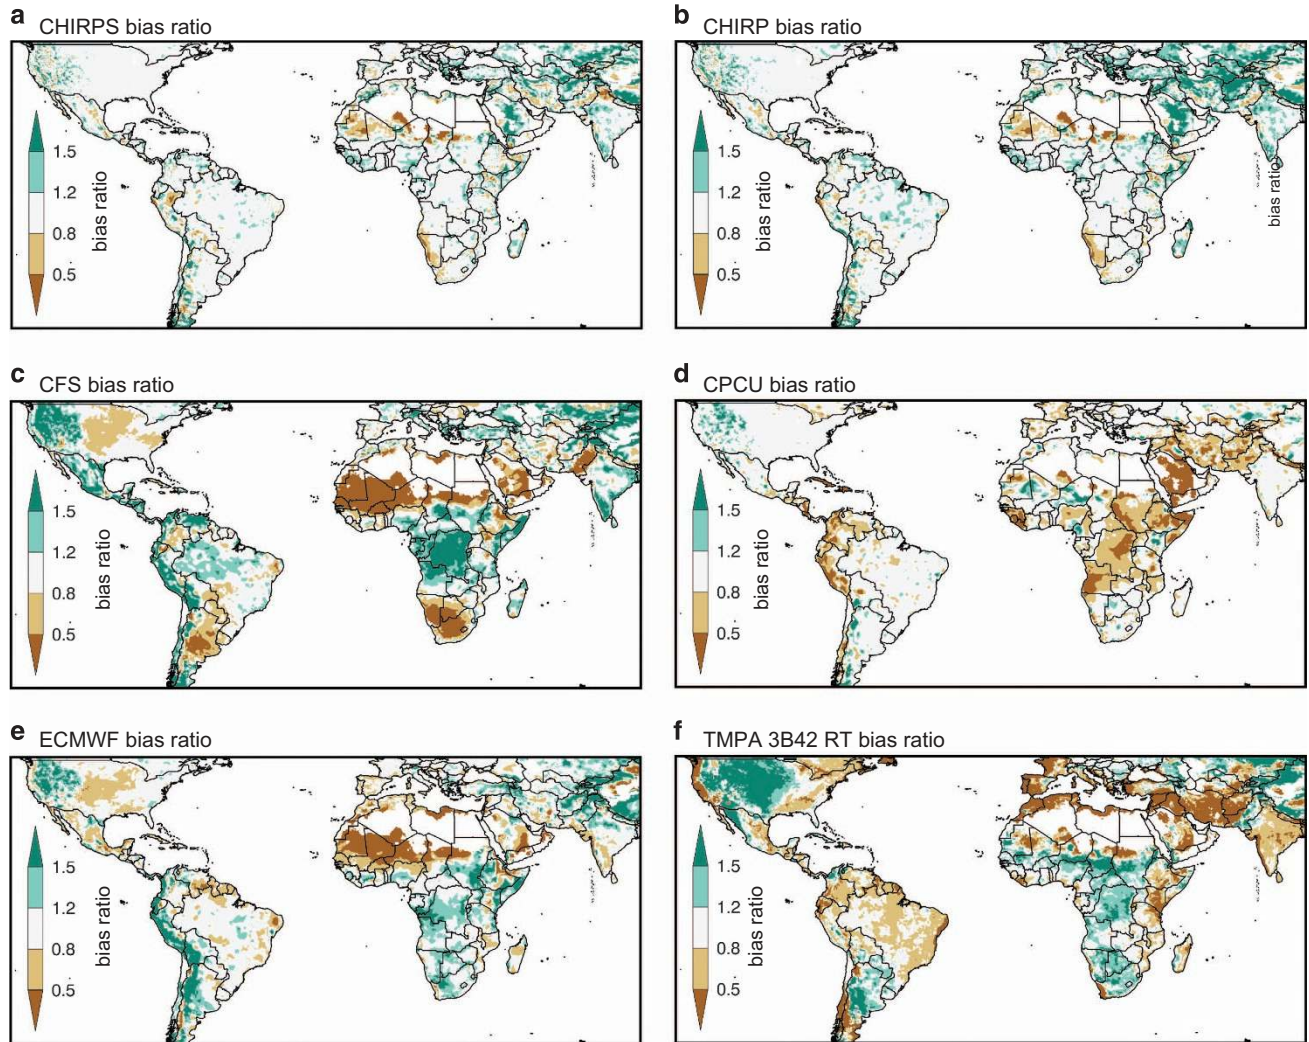 a CHIRPS bias ratio
1.5
1.2
0.8
0.5
bias ratio
b CHIRP bias ratio
1.5
1.2
0.8
0.5
bias ratio
bias ratio
c CFS bias ratio
1.5
1.2
0.8
0.5
bias ratio
d CPCU bias ratio
1.5
1.2
0.8
0.5
bias ratio
e ECMWF bias ratio
1.5
1.2
0.8
0.5
bias ratio
f TMPA 3B42 RT bias ratio
1.5
1.2
0.8
0.5
bias ratio